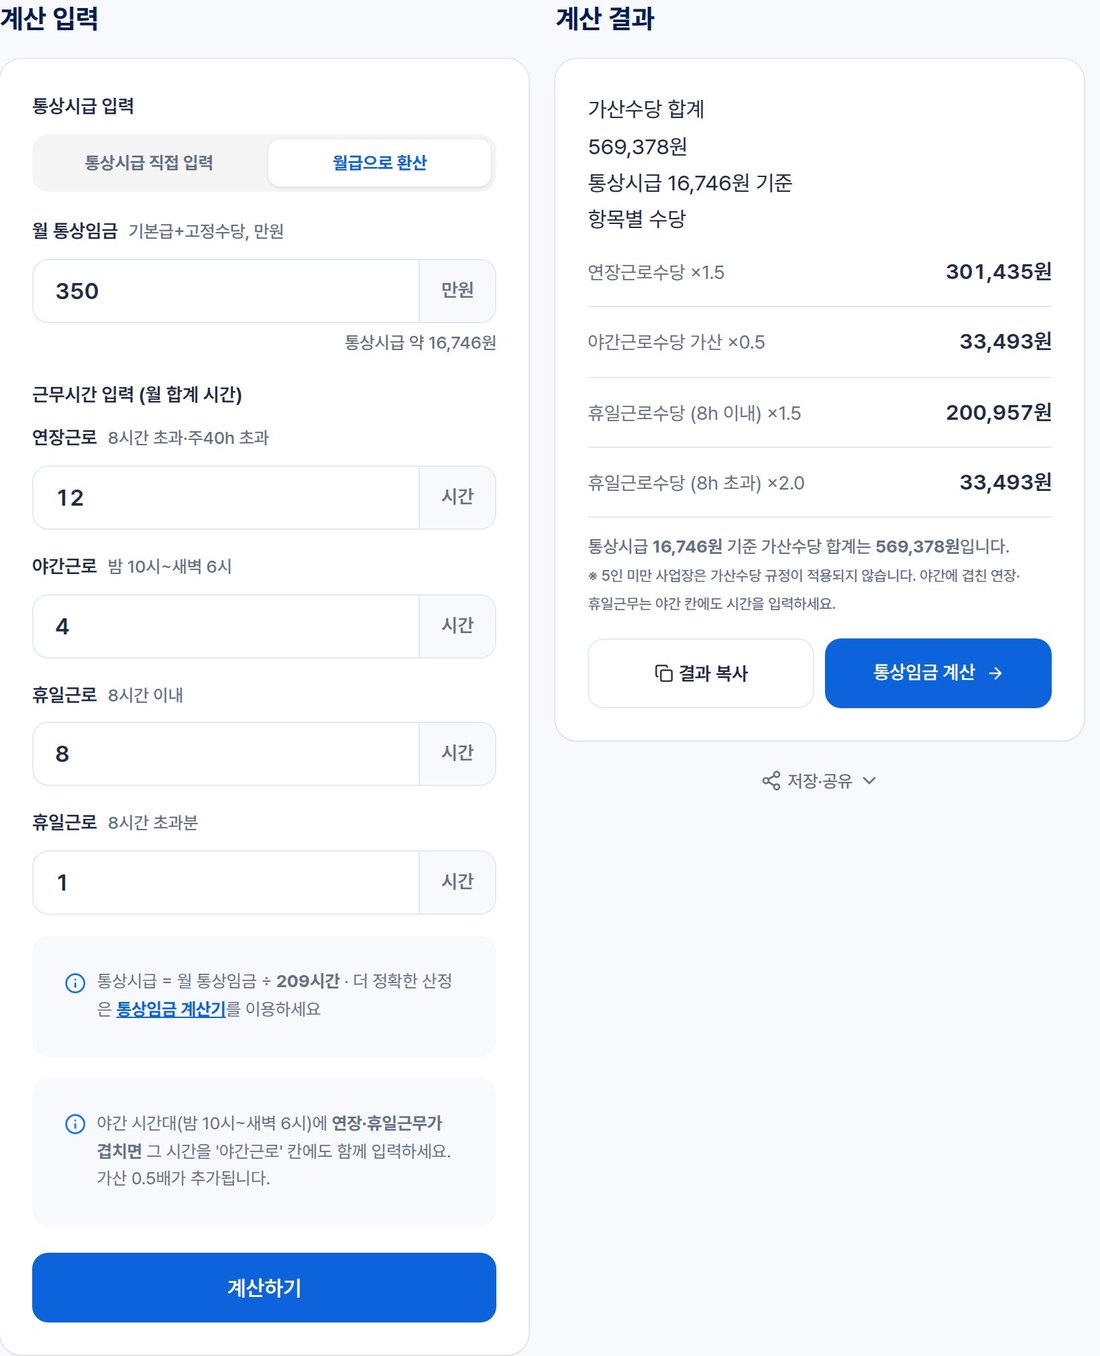 계산 입력
통상시급 입력
통상시급 직접 입력
월급으로 환산
월 통상임금 기본급+고정수당, 만원
350 만원
통상시급 약 16,746원
근무시간 입력 (월 합계 시간)
연장근로 8시간 초과·주40h 초과
12 시간
야간근로 밤 10시~새벽 6시
4 시간
휴일근로 8시간 이내
8 시간
휴일근로 8시간 초과분
1 시간
통상시급 = 월 통상임금 ÷ 209시간 · 더 정확한 산정
은 통상임금 계산기를 이용하세요
야간 시간대(밤 10시~새벽 6시)에 연장·휴일근무가
겹치면 그 시간을 '야간근로' 칸에도 함께 입력하세요.
가산 0.5배가 추가됩니다.
계산하기
계산 결과
가산수당 합계
569,378원
통상시급 16,746원 기준
항목별 수당
연장근로수당 ×1.5 301,435원
야간근로수당 가산 ×0.5 33,493원
휴일근로수당 (8h 이내) ×1.5 200,957원
휴일근로수당 (8h 초과) ×2.0 33,493원
통상시급 16,746원 기준 가산수당 합계는 569,378원입니다.
※ 5인 미만 사업장은 가산수당 규정이 적용되지 않습니다. 야간에 겹친 연장·
휴일근무는 야간 칸에도 시간을 입력하세요.
결과 복사
통상임금 계산 →
저장·공유